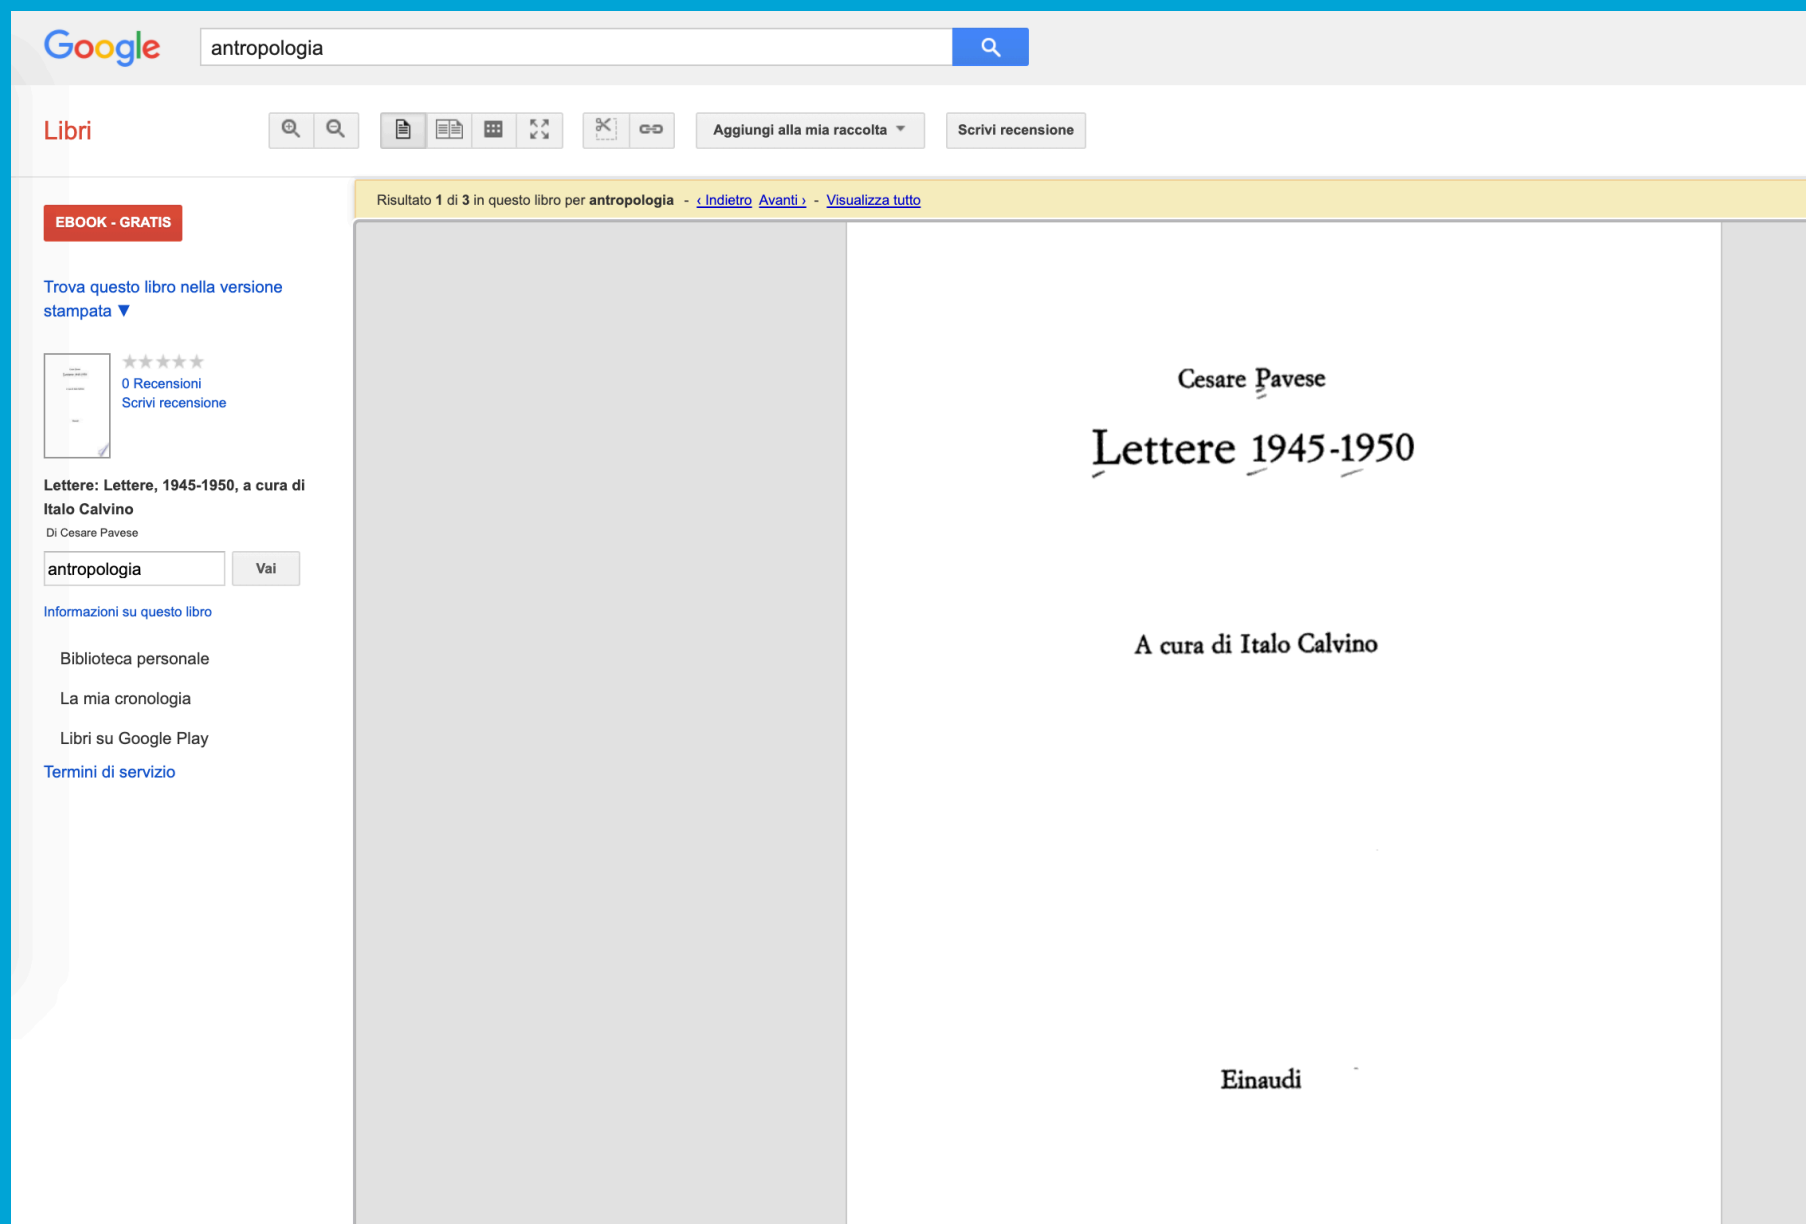 Google
antropologia
Libri
Aggiungi alla mia raccolta
Scrivi recensione
Risultato 1 di 3 in questo libro per antropologia - ‹ Indietro Avanti › - Visualizza tutto
EBOOK - GRATIS
Trova questo libro nella versione
stampata ▼
0 Recensioni
Scrivi recensione
Lettere: Lettere, 1945-1950, a cura di
Italo Calvino
Di Cesare Pavese
antropologia
Vai
Informazioni su questo libro
Biblioteca personale
La mia cronologia
Libri su Google Play
Termini di servizio
Cesare Pavese
Lettere 1945-1950
A cura di Italo Calvino
Einaudi